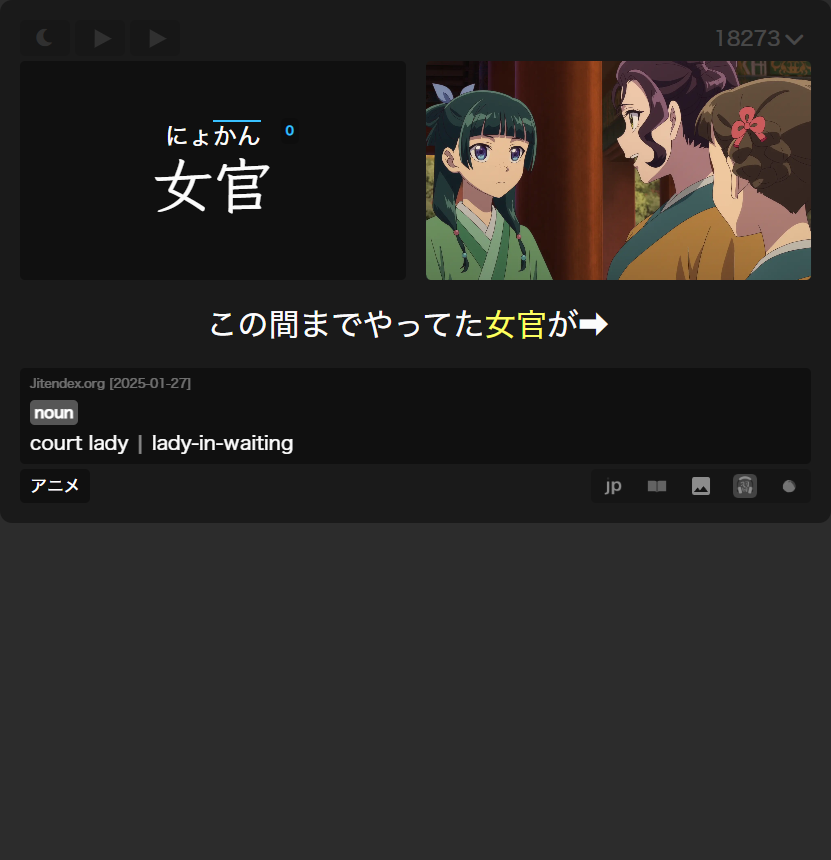 18273
にょかん 0
女官
この間までやってた女官が➡
Jitendex.org [2025-01-27]
noun
court lady | lady-in-waiting
アニメ
jp